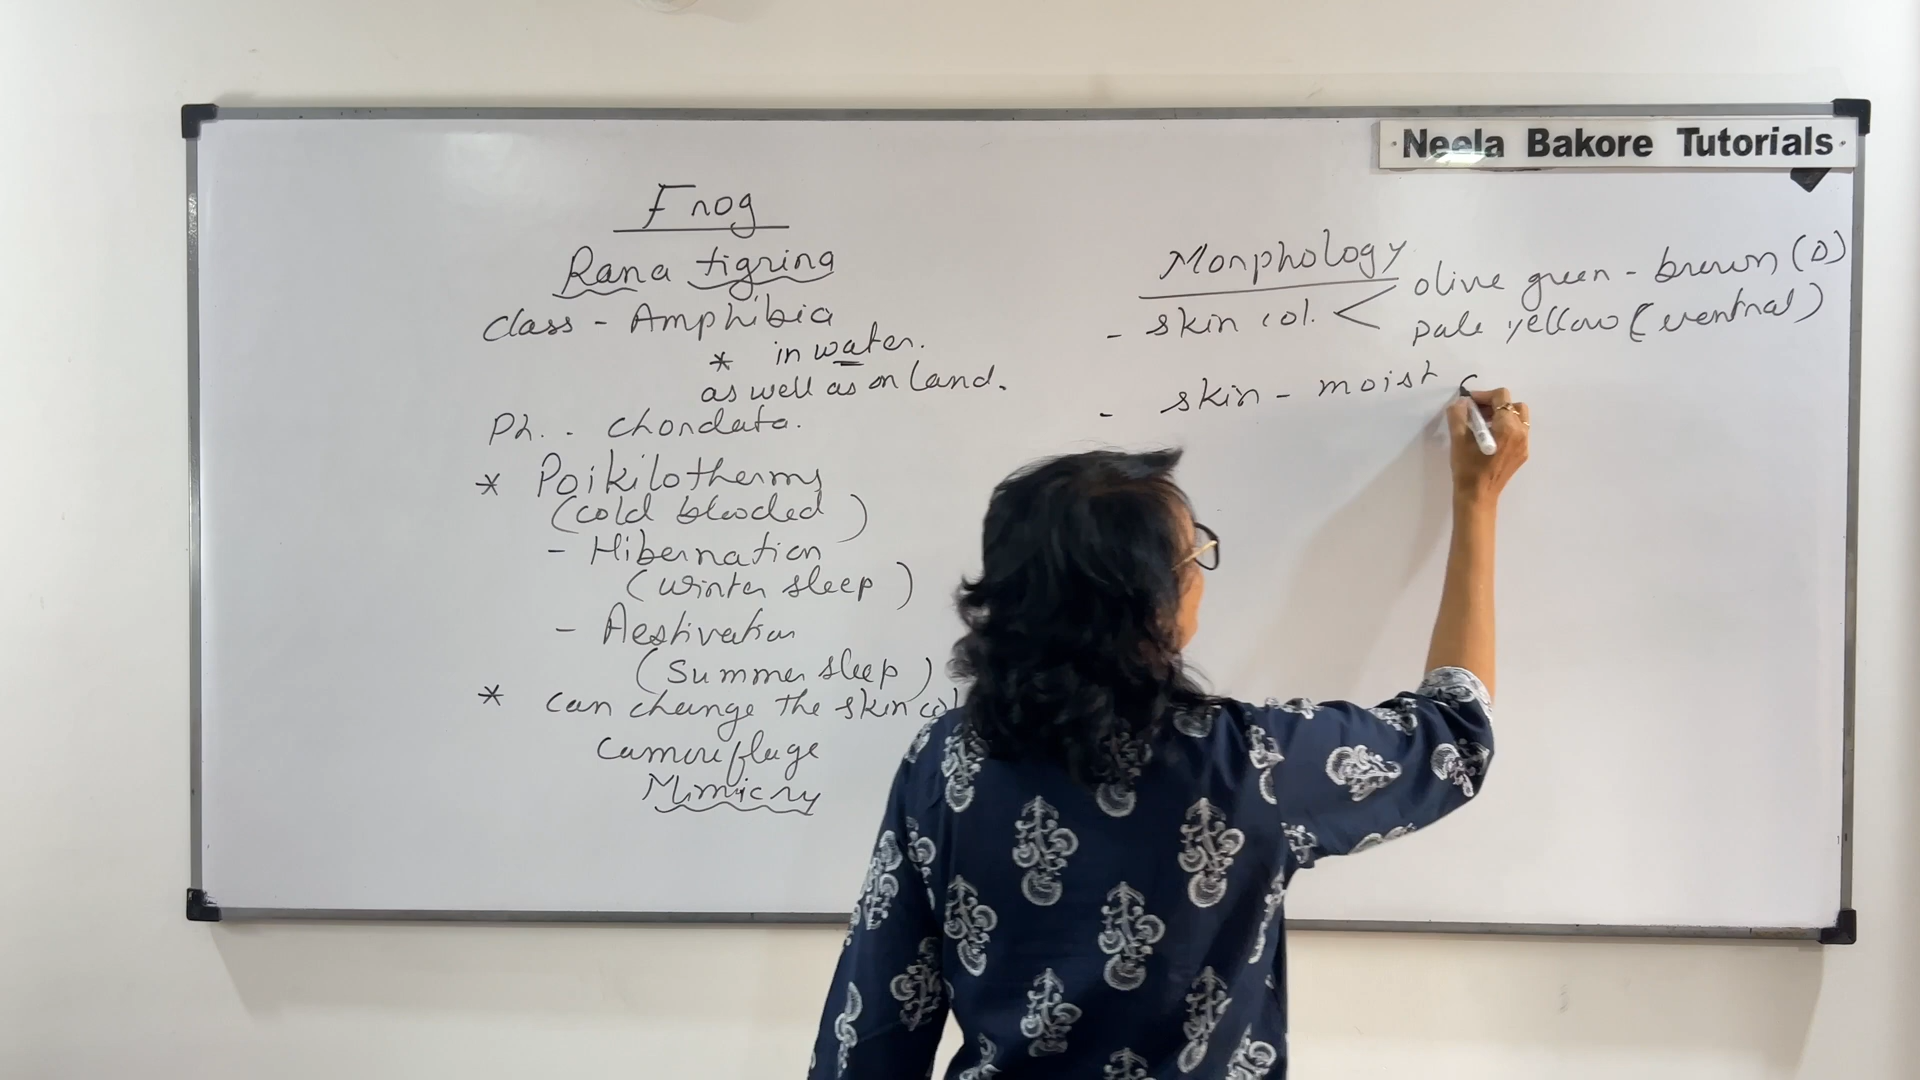 Neela Bakore Tutorials
Frog
Rana tigrina
class - Amphibia
* in water.
as well as on land.
Ph. - Chordata.
* Poikilotherms
(cold blooded)
- Hibernation
(winter sleep)
- Aestivation
(Summer sleep)
* can change the skin col
camouflage
Mimicry
Morphology
- skin col. < olive green - brown (D)
pale yellow (ventral)
- skin - moist